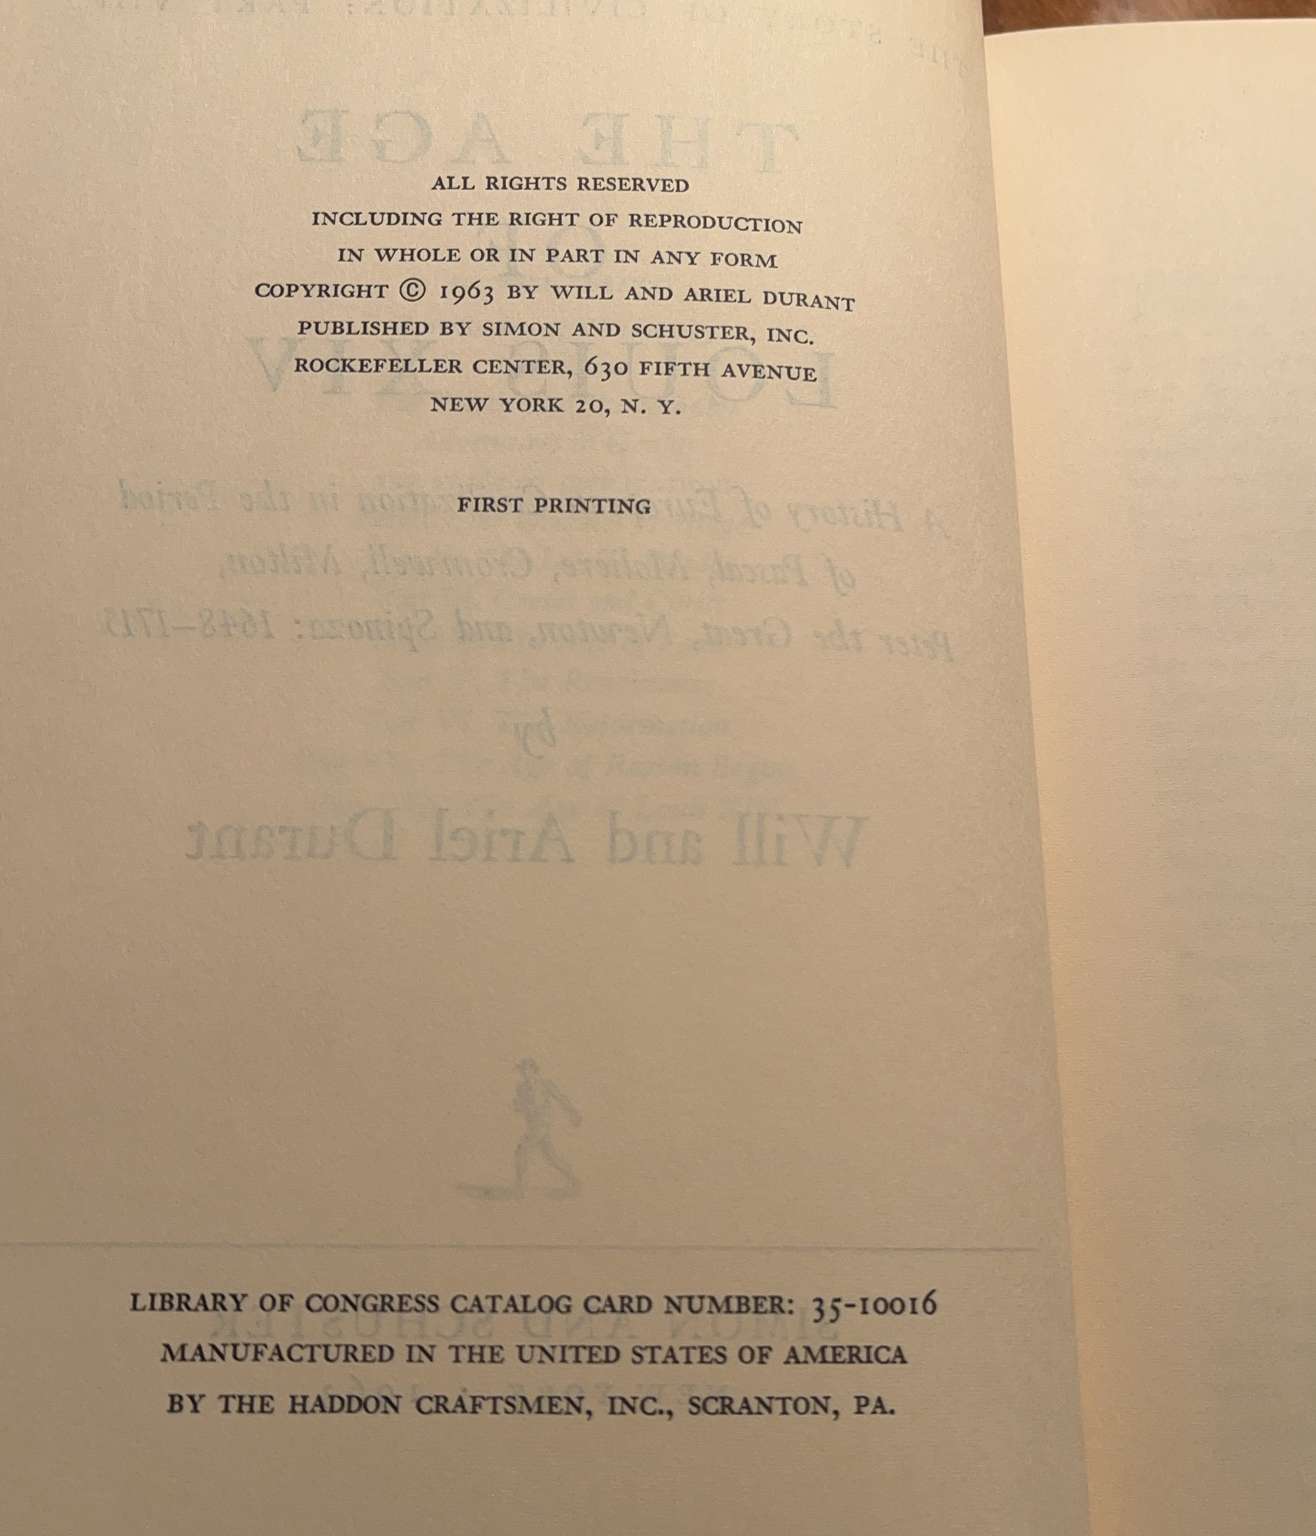 ALL RIGHTS RESERVED
INCLUDING THE RIGHT OF REPRODUCTION
IN WHOLE OR IN PART IN ANY FORM
COPYRIGHT © 1963 BY WILL AND ARIEL DURANT
PUBLISHED BY SIMON AND SCHUSTER, INC.
ROCKEFELLER CENTER, 630 FIFTH AVENUE
NEW YORK 20, N. Y.
FIRST PRINTING
LIBRARY OF CONGRESS CATALOG CARD NUMBER: 35-10016
MANUFACTURED IN THE UNITED STATES OF AMERICA
BY THE HADDON CRAFTSMEN, INC., SCRANTON, PA.